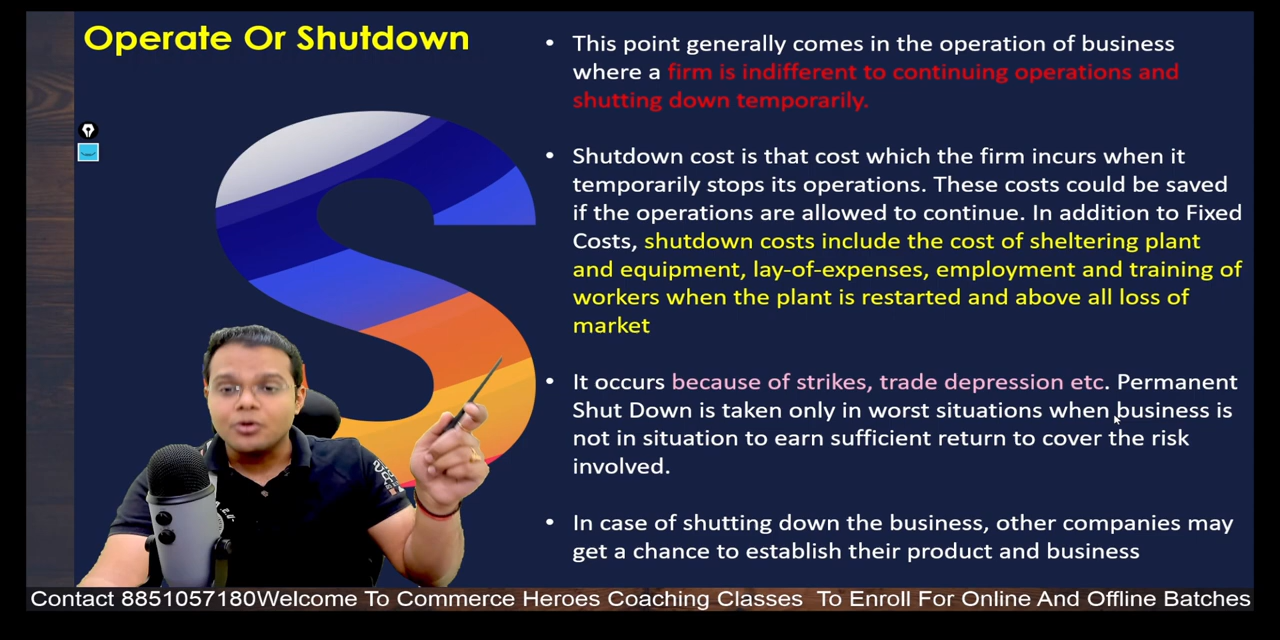 Operate Or Shutdown
• This point generally comes in the operation of business
where a firm is indifferent to continuing operations and
shutting down temporarily.
• Shutdown cost is that cost which the firm incurs when it
temporarily stops its operations. These costs could be saved
if the operations are allowed to continue. In addition to Fixed
Costs, shutdown costs include the cost of sheltering plant
and equipment, lay-of-expenses, employment and training of
workers when the plant is restarted and above all loss of
market
• It occurs because of strikes, trade depression etc. Permanent
Shut Down is taken only in worst situations when business is
not in situation to earn sufficient return to cover the risk
involved.
• In case of shutting down the business, other companies may
get a chance to establish their product and business
Contact 8851057180Welcome To Commerce Heroes Coaching Classes To Enroll For Online And Offline Batches